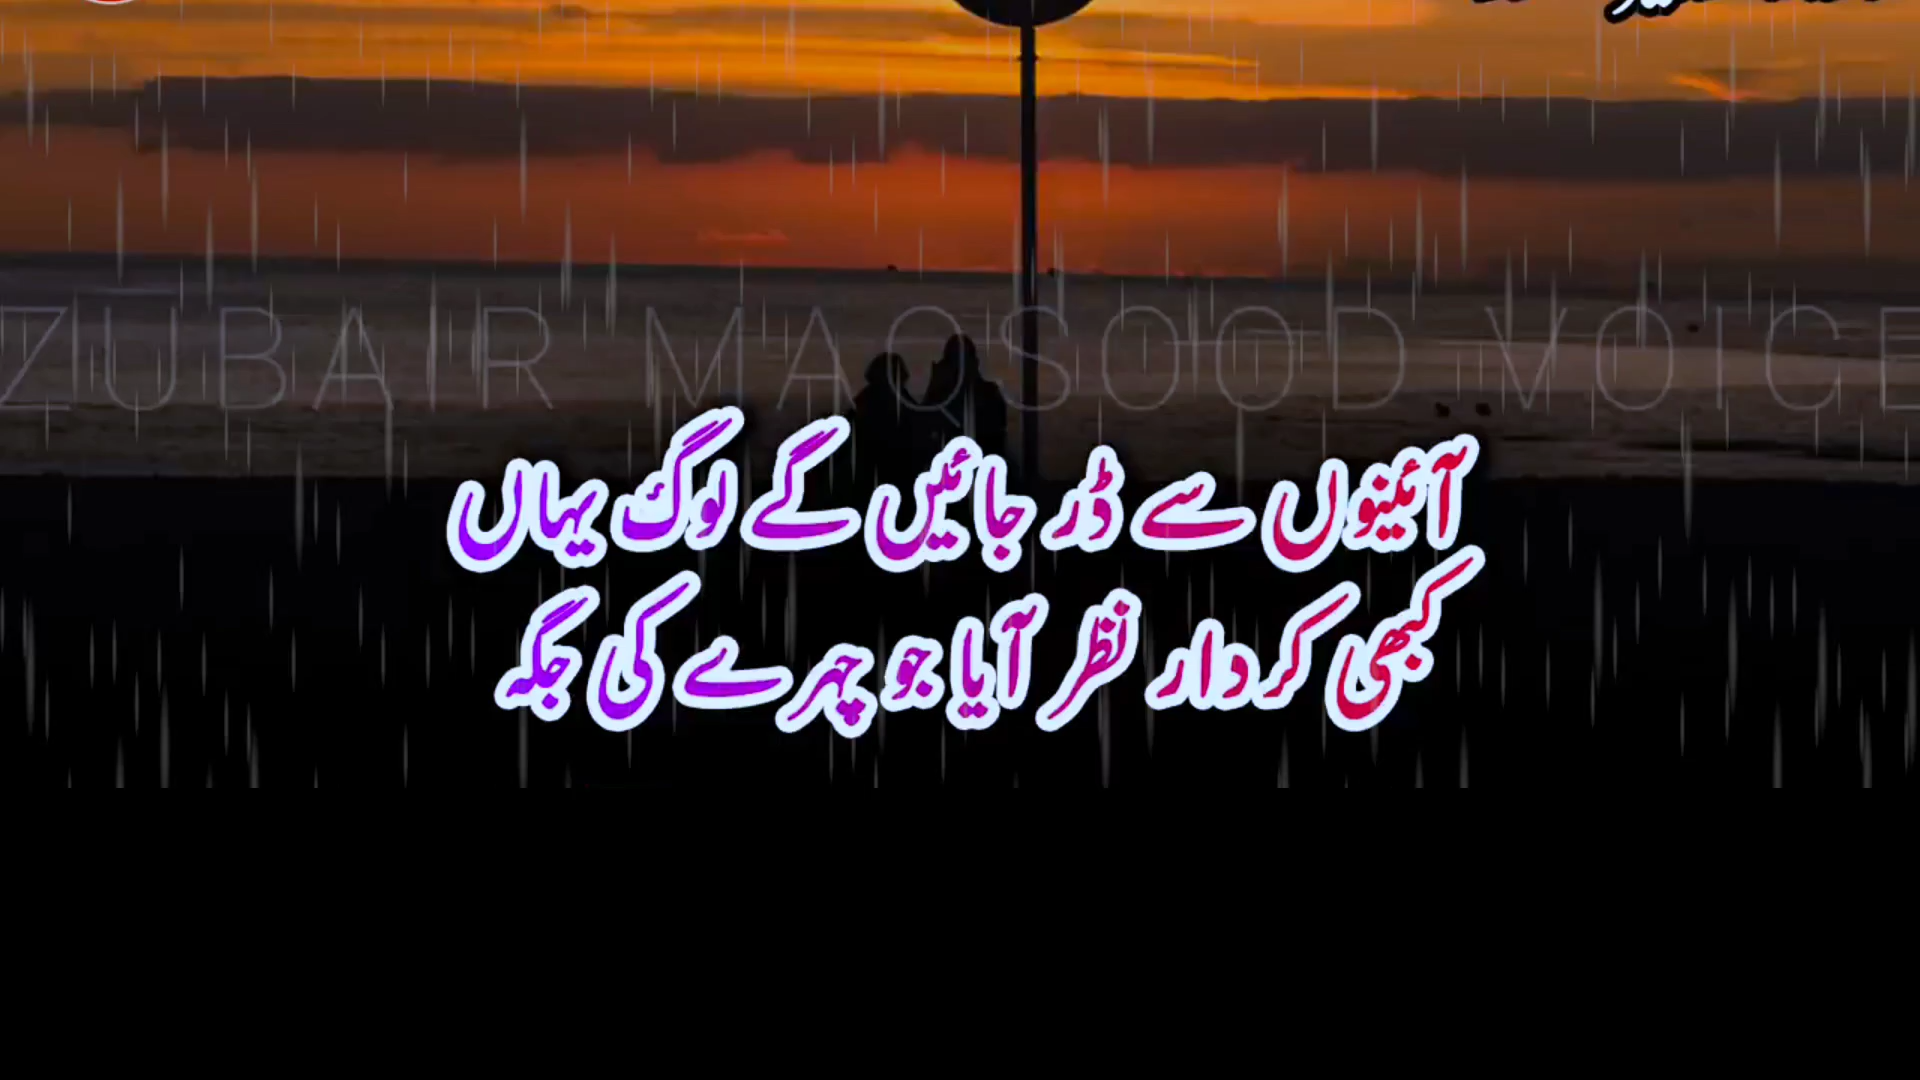 ZUBAIR MAQSOOD VOICE
آئینوں سے ڈر جائیں گے لوگ یہاں
کبھی کردار نظر آیا جو چہرے کی جگہ